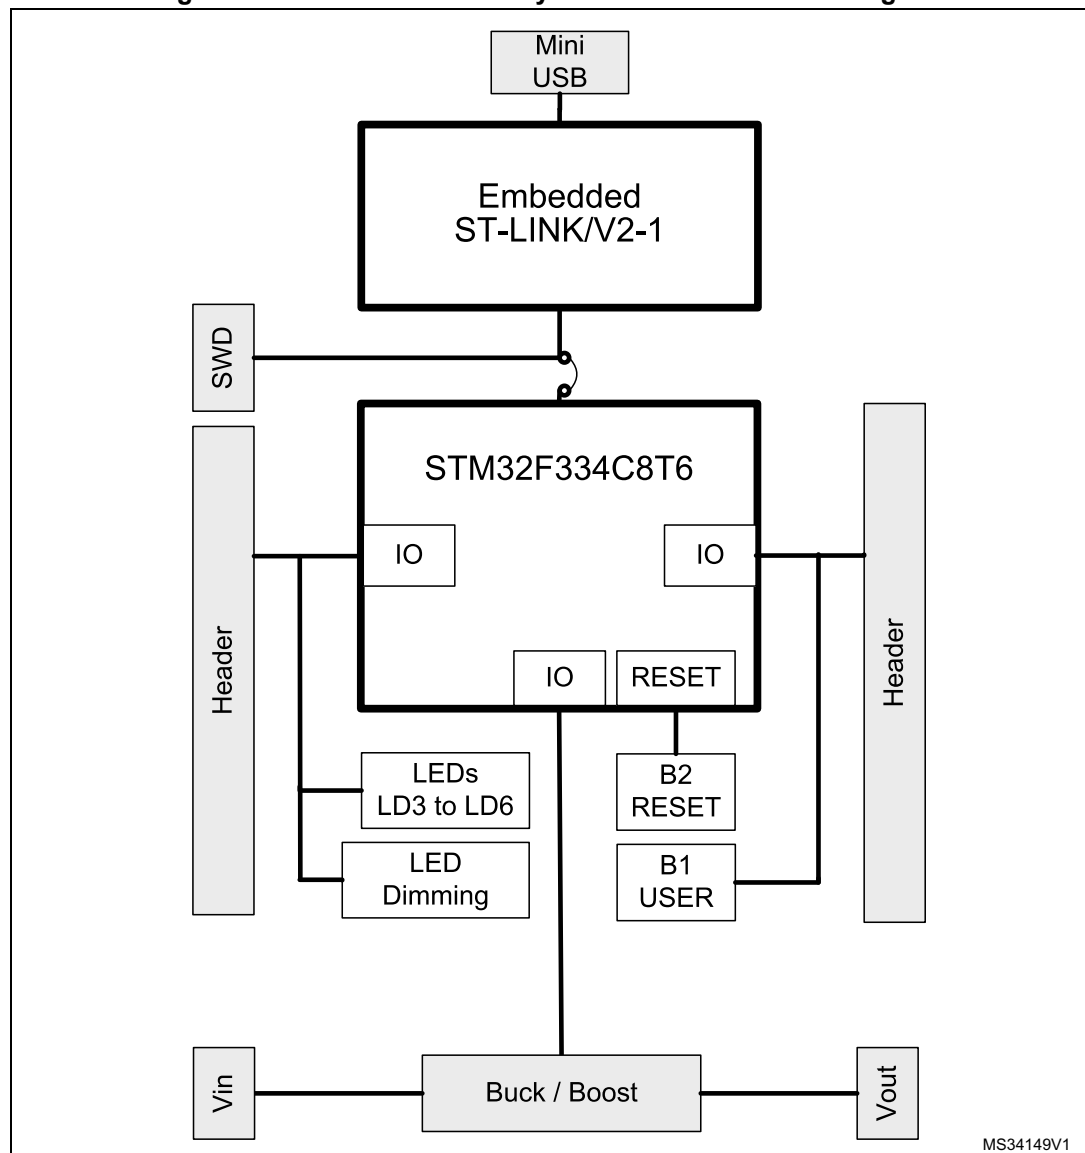 Mini
USB
Embedded
ST-LINK/V2-1
SWD
STM32F334C8T6
IO
IO
Header
Header
IO
RESET
LEDs
LD3 to LD6
B2
RESET
LED
Dimming
B1
USER
Vin
Buck / Boost
Vout
MS34149V1